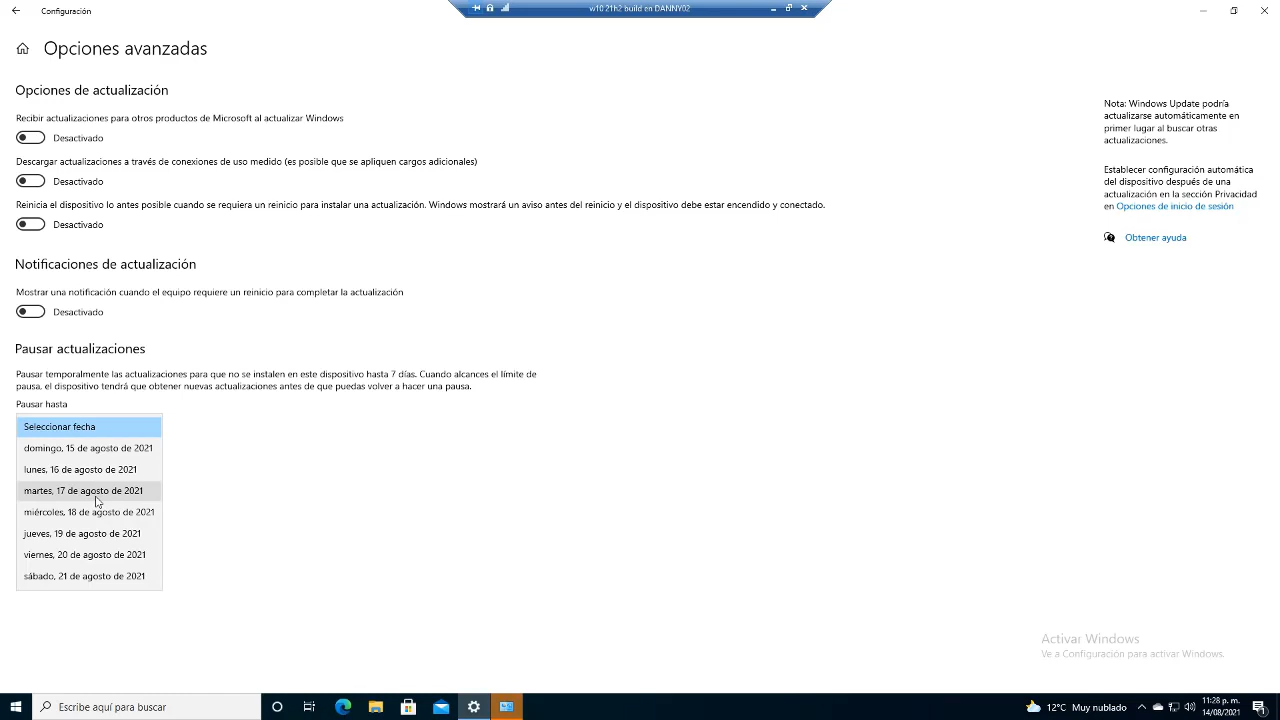 Configuración
w10 21h2 build en DANNY02
Opciones avanzadas
Opciones de actualización
Recibir actualizaciones para otros productos de Microsoft al actualizar Windows
Desactivado
Descargar actualizaciones a través de conexiones de uso medido (es posible que se apliquen cargos adicionales)
Desactivado
Reinicia el dispositivo lo antes posible cuando se requiera un reinicio para instalar una actualización. Windows mostrará un aviso antes del reinicio y el dispositivo debe estar encendido y conectado.
Desactivado
Notificaciones de actualización
Mostrar una notificación cuando el equipo requiere un reinicio para completar la actualización
Desactivado
Pausar actualizaciones
Pausar temporalmente las actualizaciones para que no se instalen en este dispositivo hasta 7 días. Cuando alcances el límite de
pausa, el dispositivo tendrá que obtener nuevas actualizaciones antes de que puedas volver a hacer una pausa.
Pausar hasta
Seleccionar fecha
domingo, 15 de agosto de 2021
lunes, 16 de agosto de 2021
martes, 17 de agosto de 2021
miércoles, 18 de agosto de 2021
jueves, 19 de agosto de 2021
viernes, 20 de agosto de 2021
sábado, 21 de agosto de 2021
Nota: Windows Update podría
actualizarse automáticamente en
primer lugar al buscar otras
actualizaciones.
Establecer configuración automática
del dispositivo después de una
actualización en la sección Privacidad
en Opciones de inicio de sesión
Obtener ayuda
Activar Windows
Ve a Configuración para activar Windows.
Escribe aquí para buscar
12°C Muy nublado
11:28 p. m.
14/08/2021
1